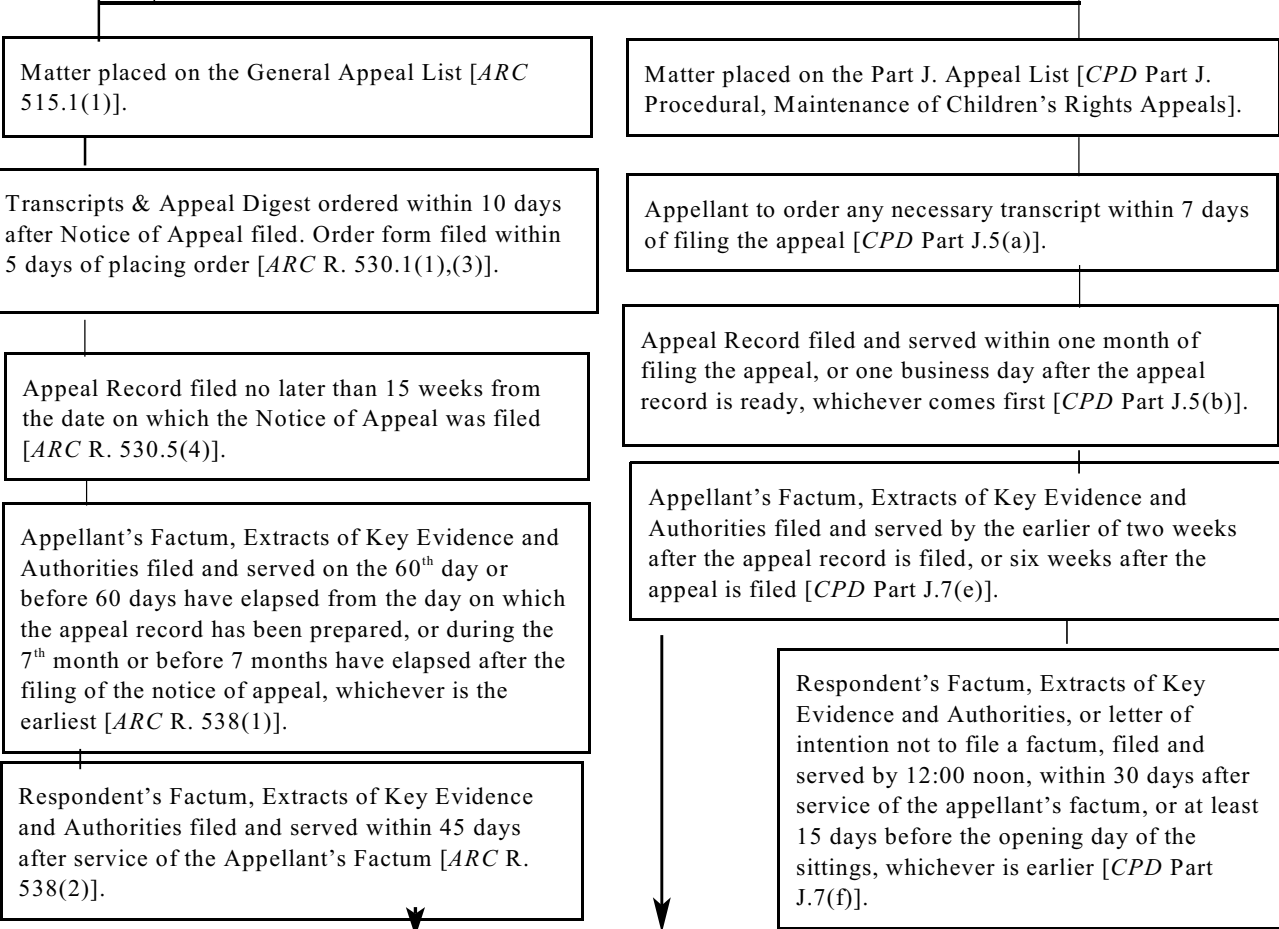 Matter placed on the General Appeal List [ARC
515.1(1)].
Transcripts & Appeal Digest ordered within 10 days
after Notice of Appeal filed. Order form filed within
5 days of placing order [ARC R. 530.1(1),(3)].
Appeal Record filed no later than 15 weeks from
the date on which the Notice of Appeal was filed
[ARC R. 530.5(4)].
Appellant’s Factum, Extracts of Key Evidence and
Authorities filed and served on the 60th day or
before 60 days have elapsed from the day on which
the appeal record has been prepared, or during the
7th month or before 7 months have elapsed after the
filing of the notice of appeal, whichever is the
earliest [ARC R. 538(1)].
Respondent’s Factum, Extracts of Key Evidence
and Authorities filed and served within 45 days
after service of the Appellant’s Factum [ARC R.
538(2)].
Matter placed on the Part J. Appeal List [CPD Part J.
Procedural, Maintenance of Children’s Rights Appeals].
Appellant to order any necessary transcript within 7 days
of filing the appeal [CPD Part J.5(a)].
Appeal Record filed and served within one month of
filing the appeal, or one business day after the appeal
record is ready, whichever comes first [CPD Part J.5(b)].
Appellant’s Factum, Extracts of Key Evidence and
Authorities filed and served by the earlier of two weeks
after the appeal record is filed, or six weeks after the
appeal is filed [CPD Part J.7(e)].
Respondent’s Factum, Extracts of Key
Evidence and Authorities, or letter of
intention not to file a factum, filed and
served by 12:00 noon, within 30 days after
service of the appellant’s factum, or at least
15 days before the opening day of the
sittings, whichever is earlier [CPD Part
J.7(f)].